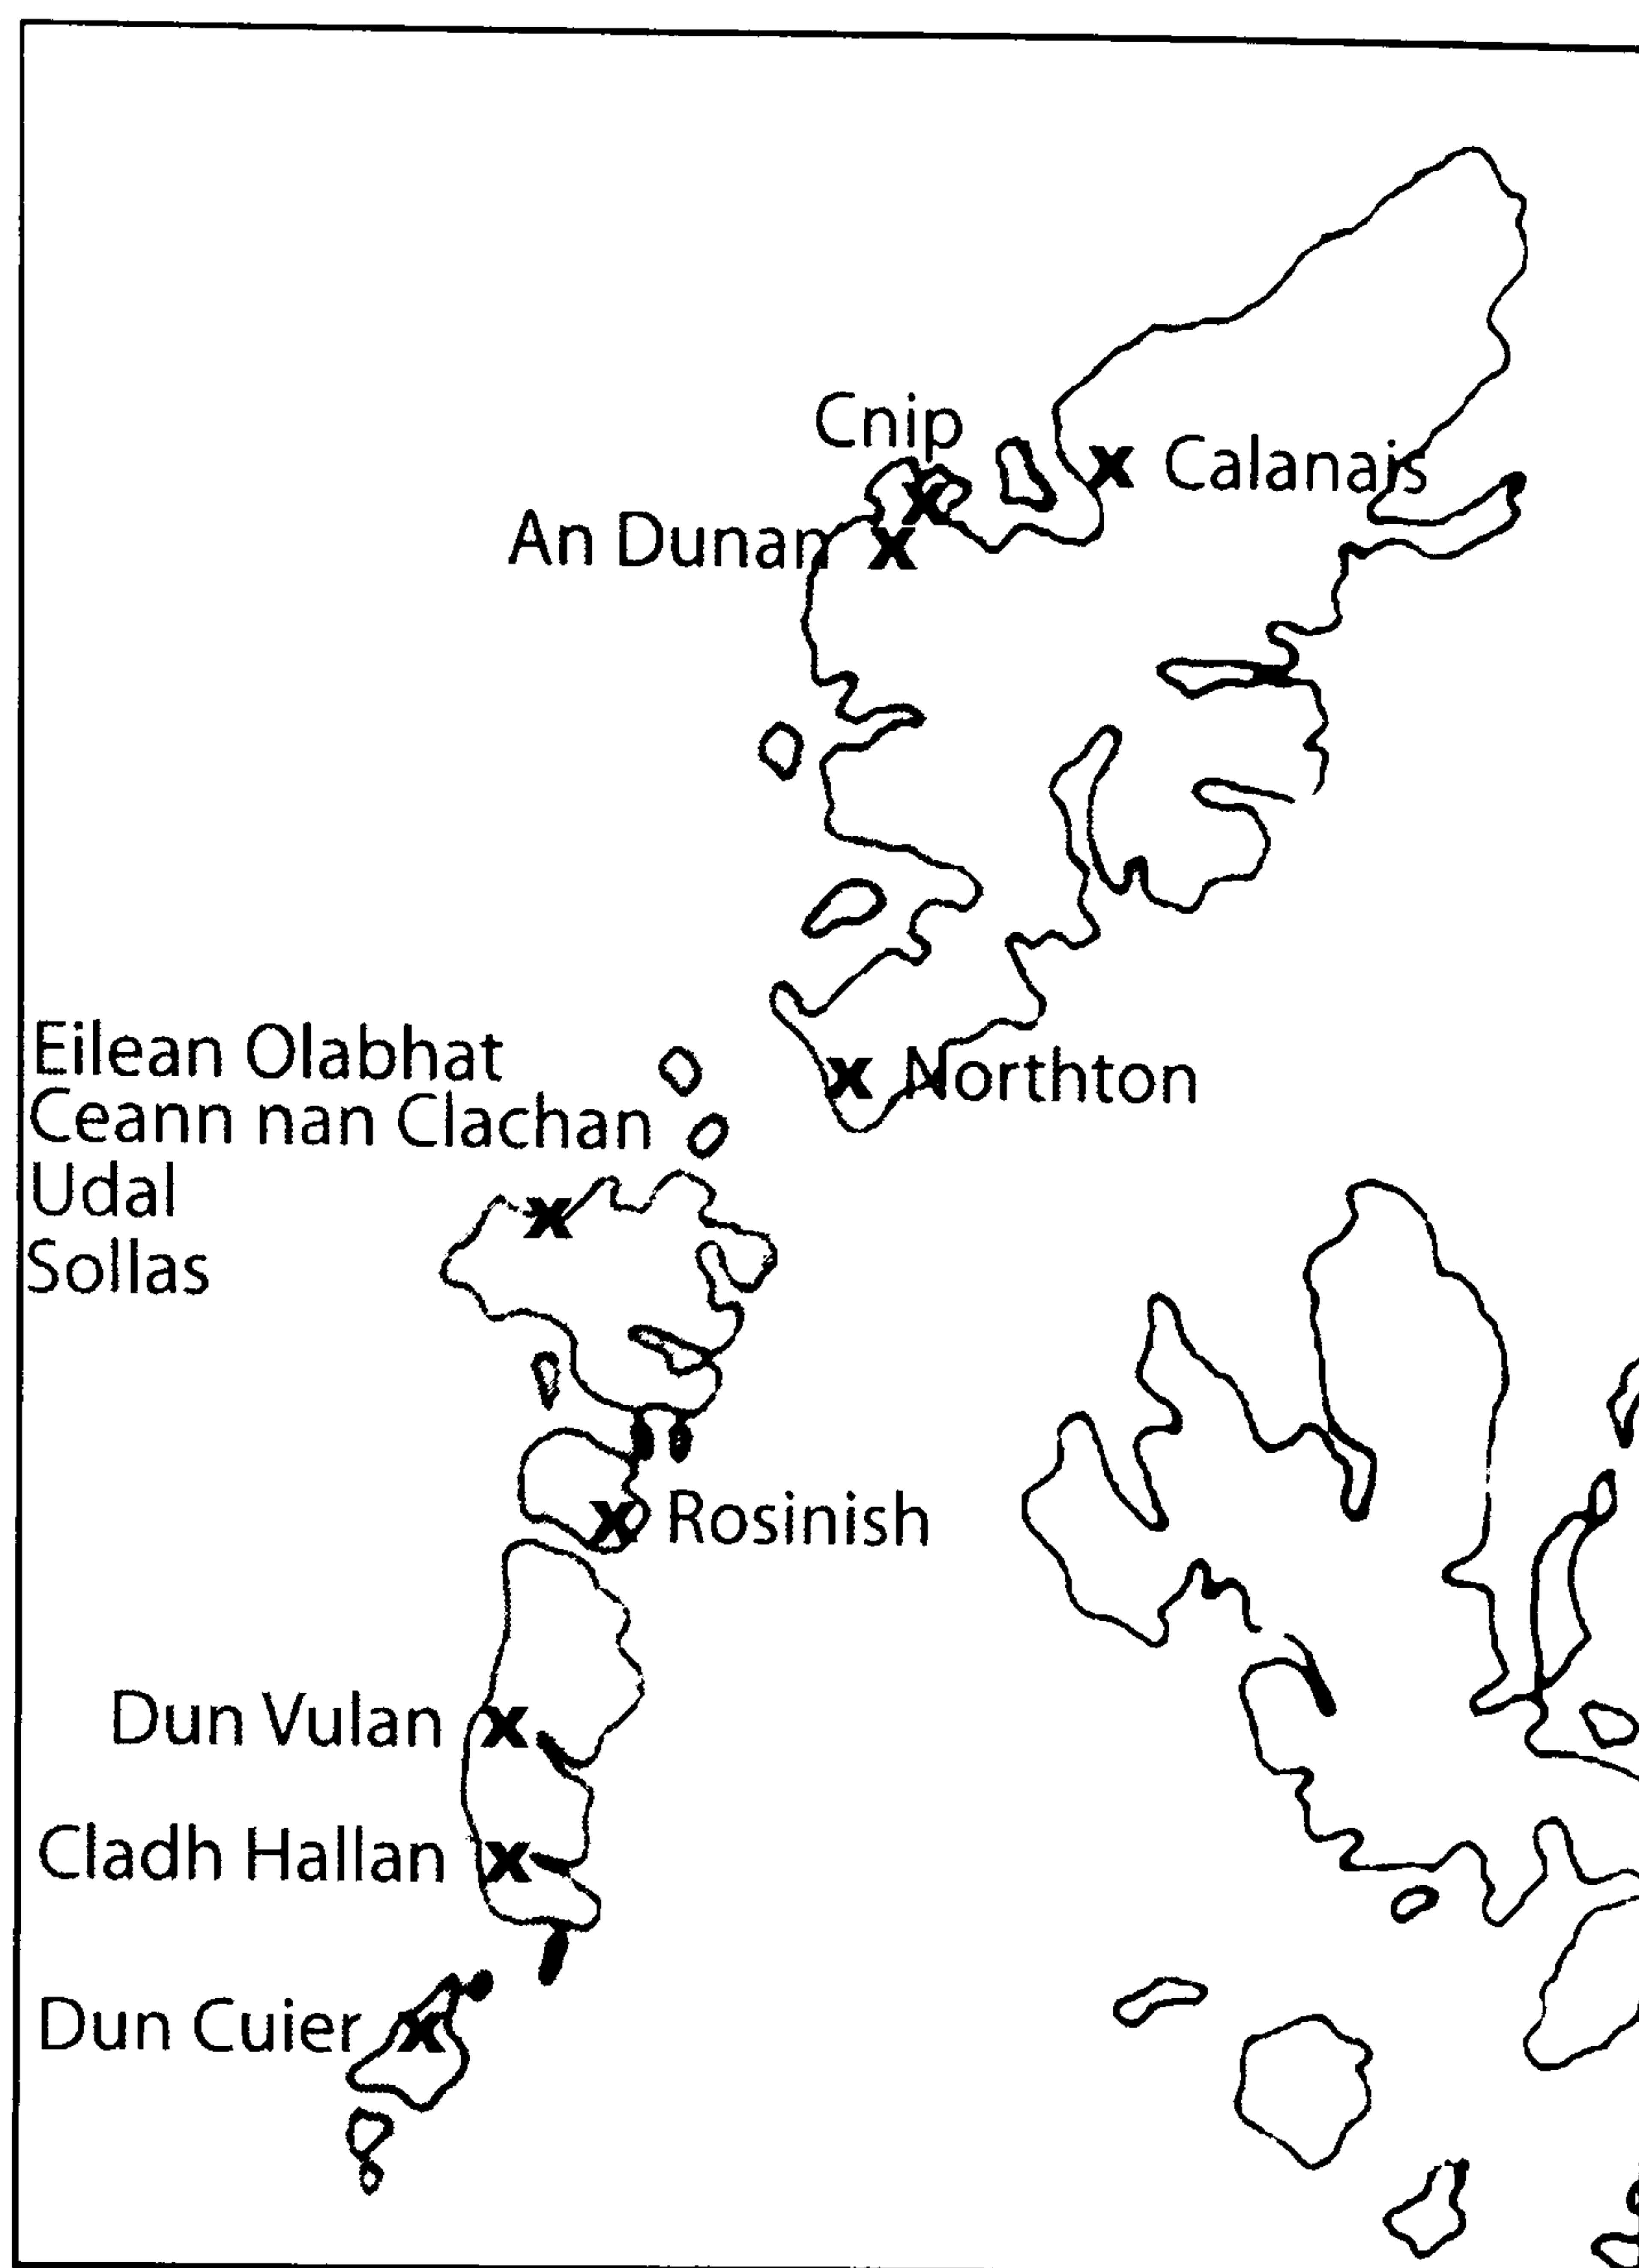 Cnip
Calanais
An Dunan
Eilean Olabhat
Northton
Ceann nan Clachan
Udal
Sollas
Rosinish
Dun Vulan
Cladh Hallan
Dun Cuier